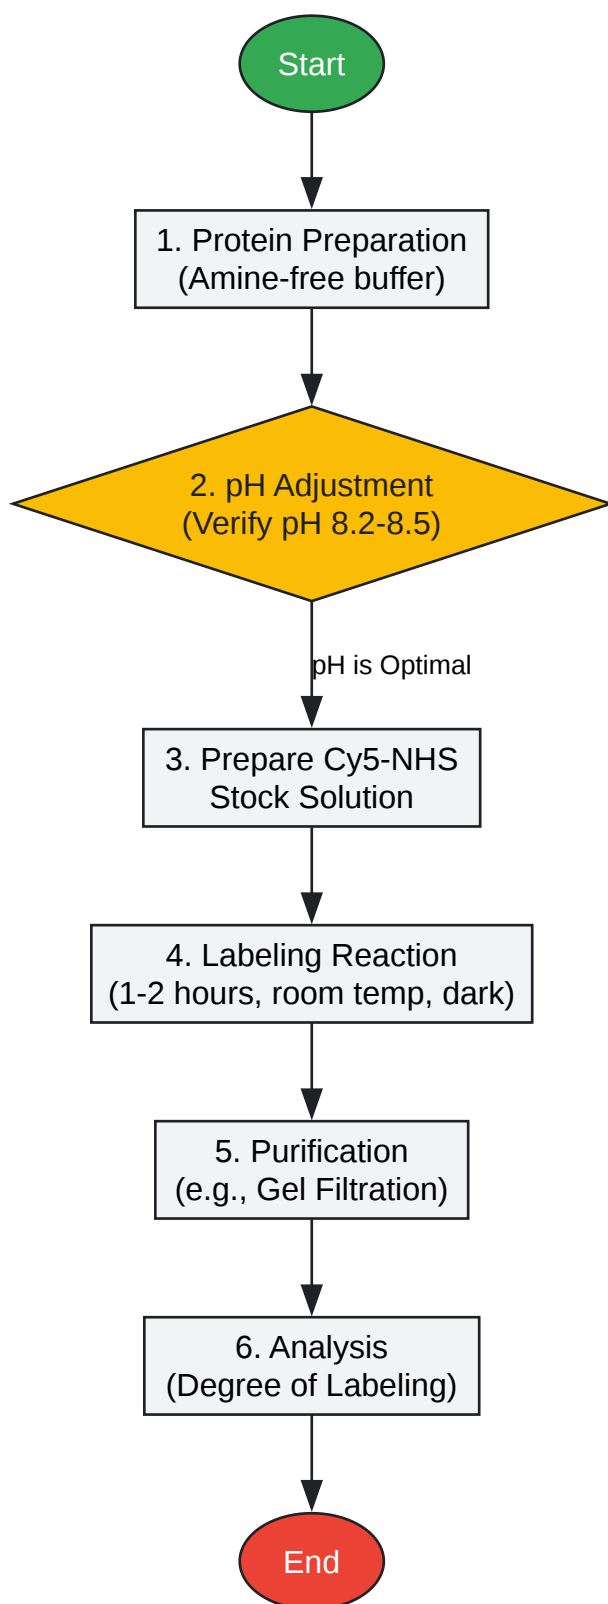 Start
1. Protein Preparation
(Amine-free buffer)
2. pH Adjustment
(Verify pH 8.2-8.5)
pH is Optimal
3. Prepare Cy5-NHS
Stock Solution
4. Labeling Reaction
(1-2 hours, room temp, dark)
5. Purification
(e.g., Gel Filtration)
6. Analysis
(Degree of Labeling)
End